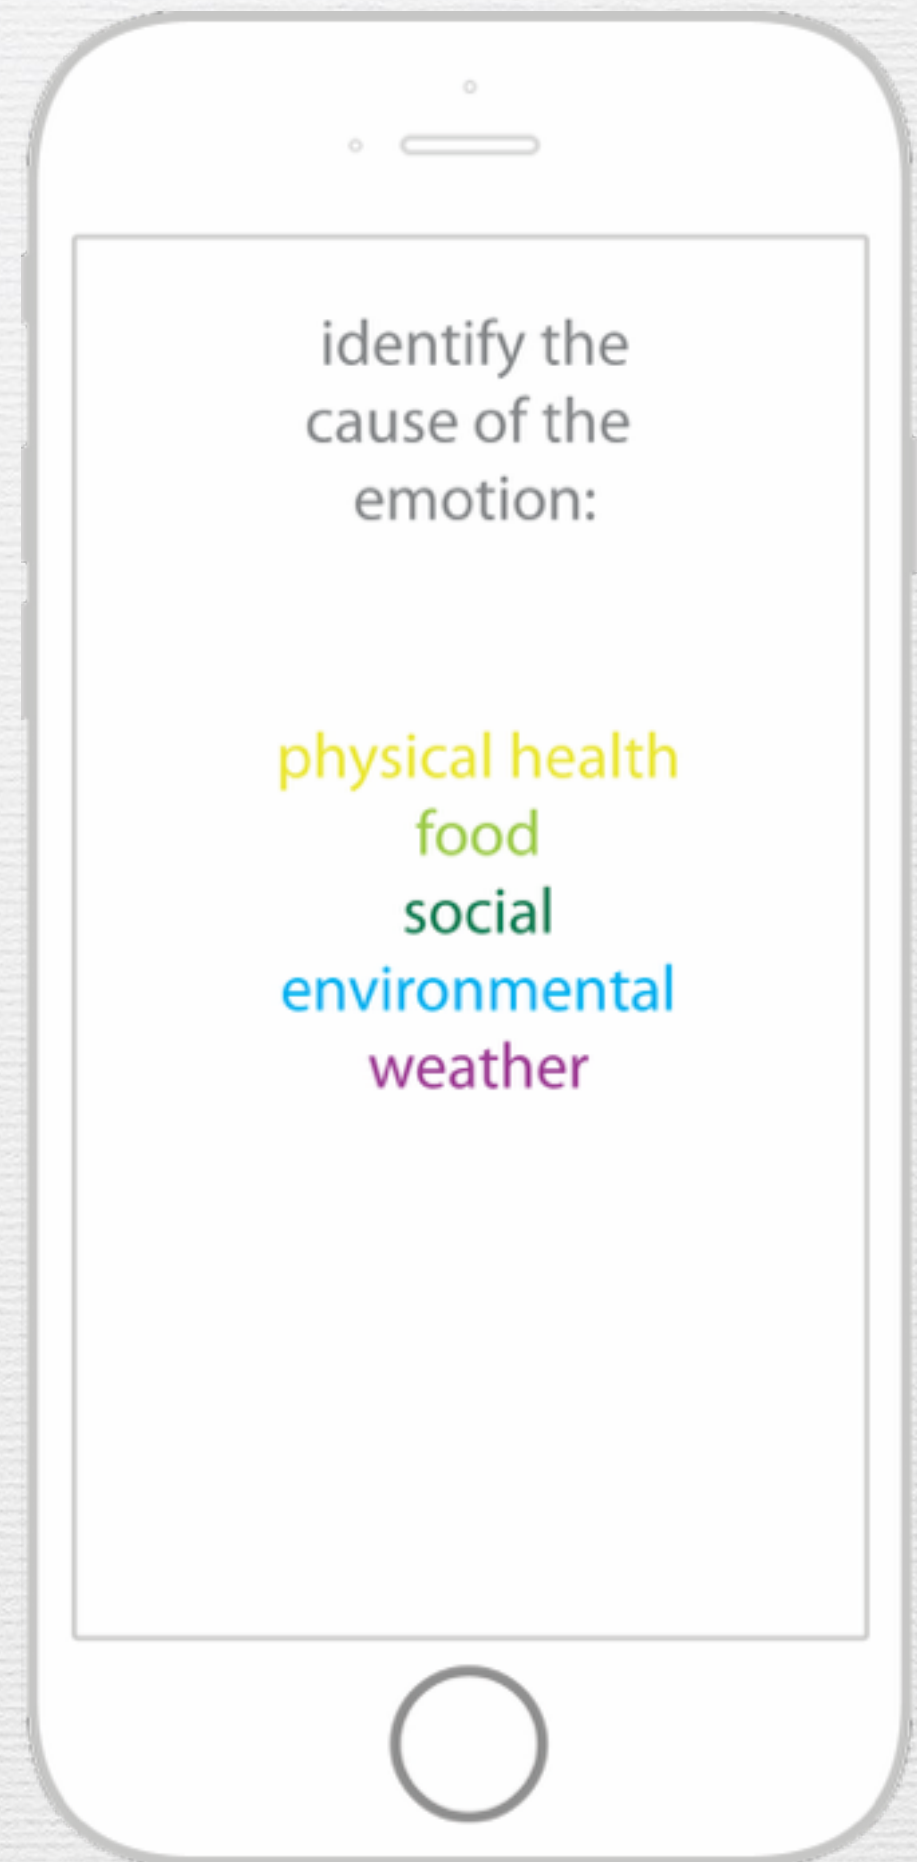 identify the
cause of the
emotion:
physical health
food
social
environmental
weather